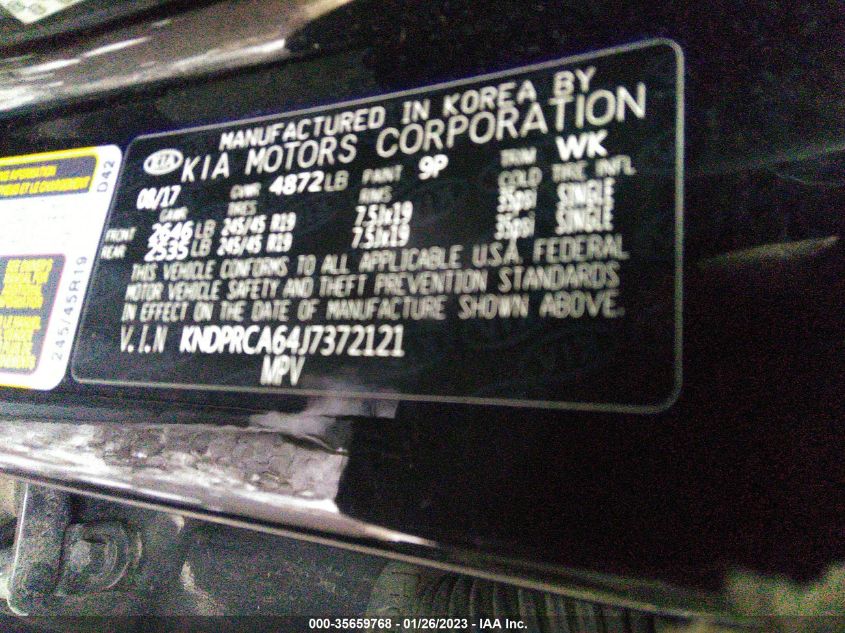 MANUFACTURED IN KOREA BY
KIA KIA MOTORS CORPORATION
08/17 GVWR 4872LB PAINT 9P TRIM WK
GAWR TIRES RIMS COLD TIRE INFL
FRONT 2646 LB 245/45 R19 7.5Jx19 35psi SINGLE
REAR 2535 LB 245/45 R19 7.5Jx19 35psi SINGLE
THIS VEHICLE CONFORMS TO ALL APPLICABLE U.S.A. FEDERAL
MOTOR VEHICLE SAFETY AND THEFT PREVENTION STANDARDS
IN EFFECT ON THE DATE OF MANUFACTURE SHOWN ABOVE.
V.I.N KNDPRCA64J7372121
MPV
D42
245/45R19
000-35659768 - 01/26/2023 - IAA Inc.